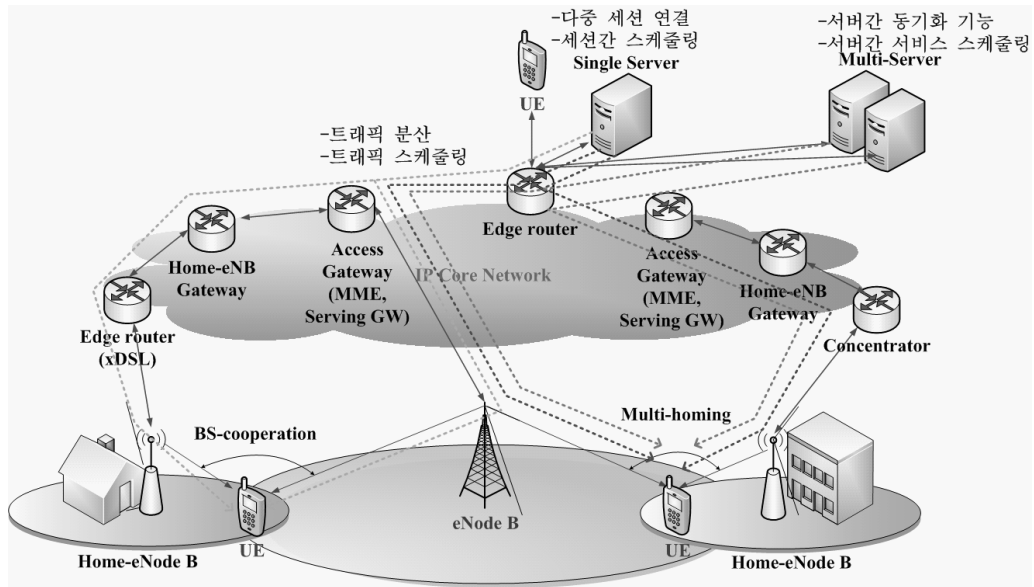 -다중 세션 연결
-세션간 스케줄링
Single Server
-서버간 동기화 기능
-서버간 서비스 스케줄링
Multi-Server
UE
-트래픽 분산
-트래픽 스케줄링
Edge router
Home-eNB
Gateway
Access
Gateway
(MME,
Serving GW)
IP Core Network
Access
Gateway
(MME,
Serving GW)
Home-eNB
Gateway
Edge router
(xDSL)
Concentrator
BS-cooperation
Multi-homing
eNode B
UE
UE
Home-eNode B
Home-eNode B